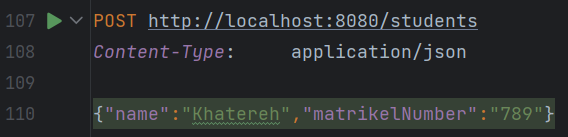 107 POST http://localhost:8080/students
108 Content-Type:     application/json
109
110 {"name":"Khatereh","matrikelNumber":"789"}